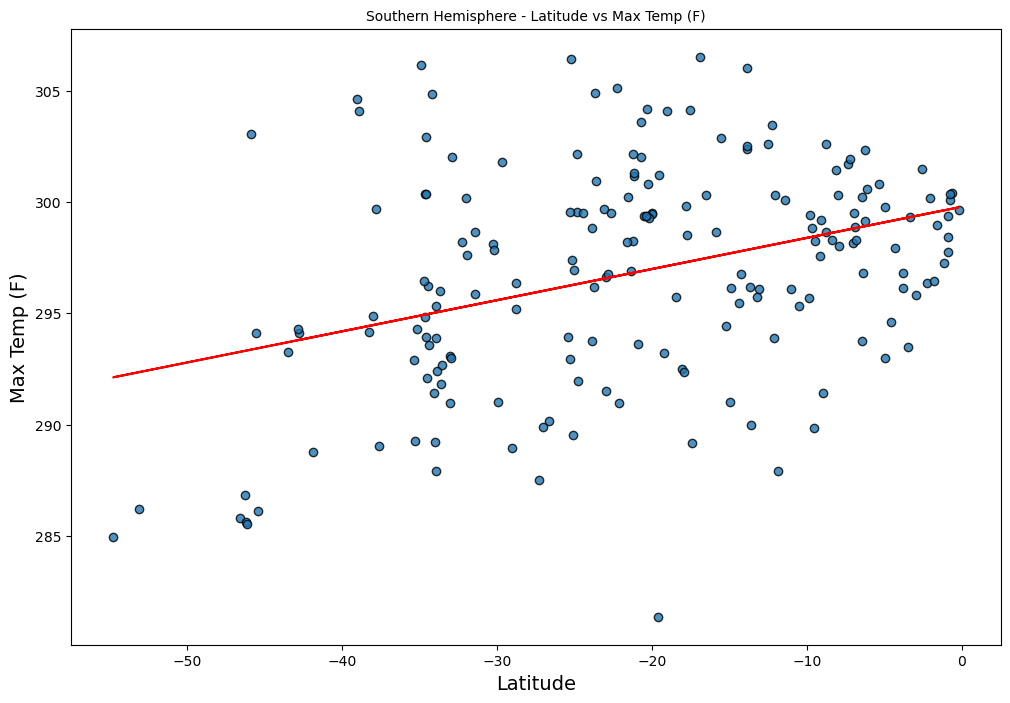 Southern Hemisphere - Latitude vs Max Temp (F)
Max Temp (F)
305
300
295
290
285
−50 −40 −30 −20 −10 0
Latitude